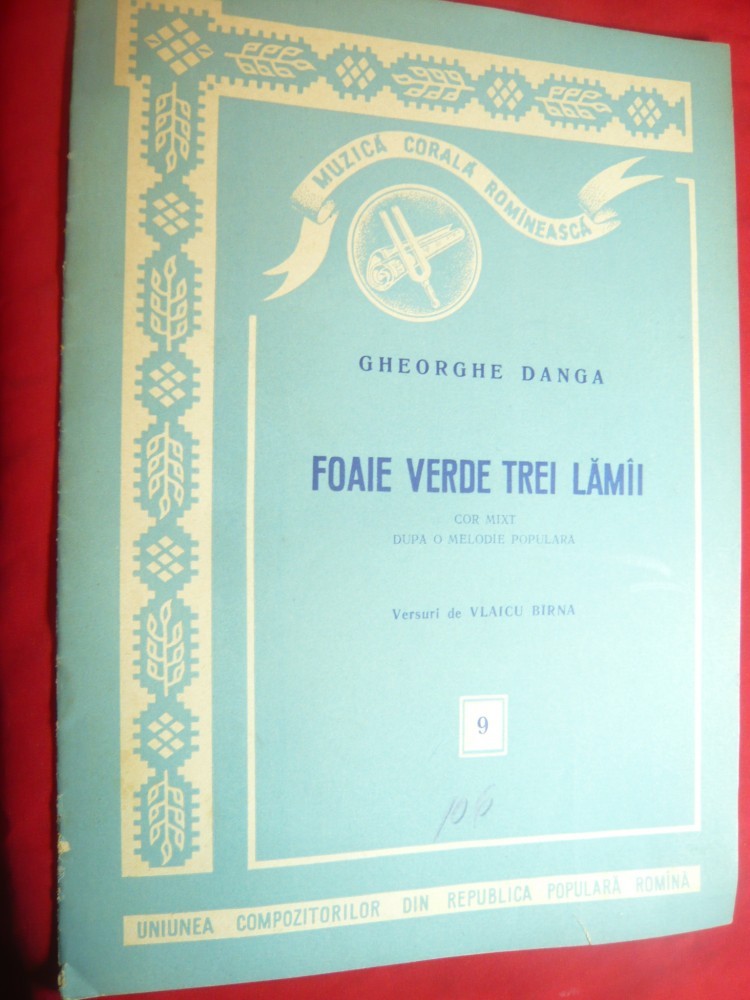 MUZICĂ CORALĂ ROMÎNEASCĂ
GHEORGHE DANGA
FOAIE VERDE TREI LĂMÎI
COR MIXT
DUPA O MELODIE POPULARA
Versuri de VLAICU BÎRNA
9
106
UNIUNEA COMPOZITORILOR DIN REPUBLICA POPULARĂ ROMÎNĂ